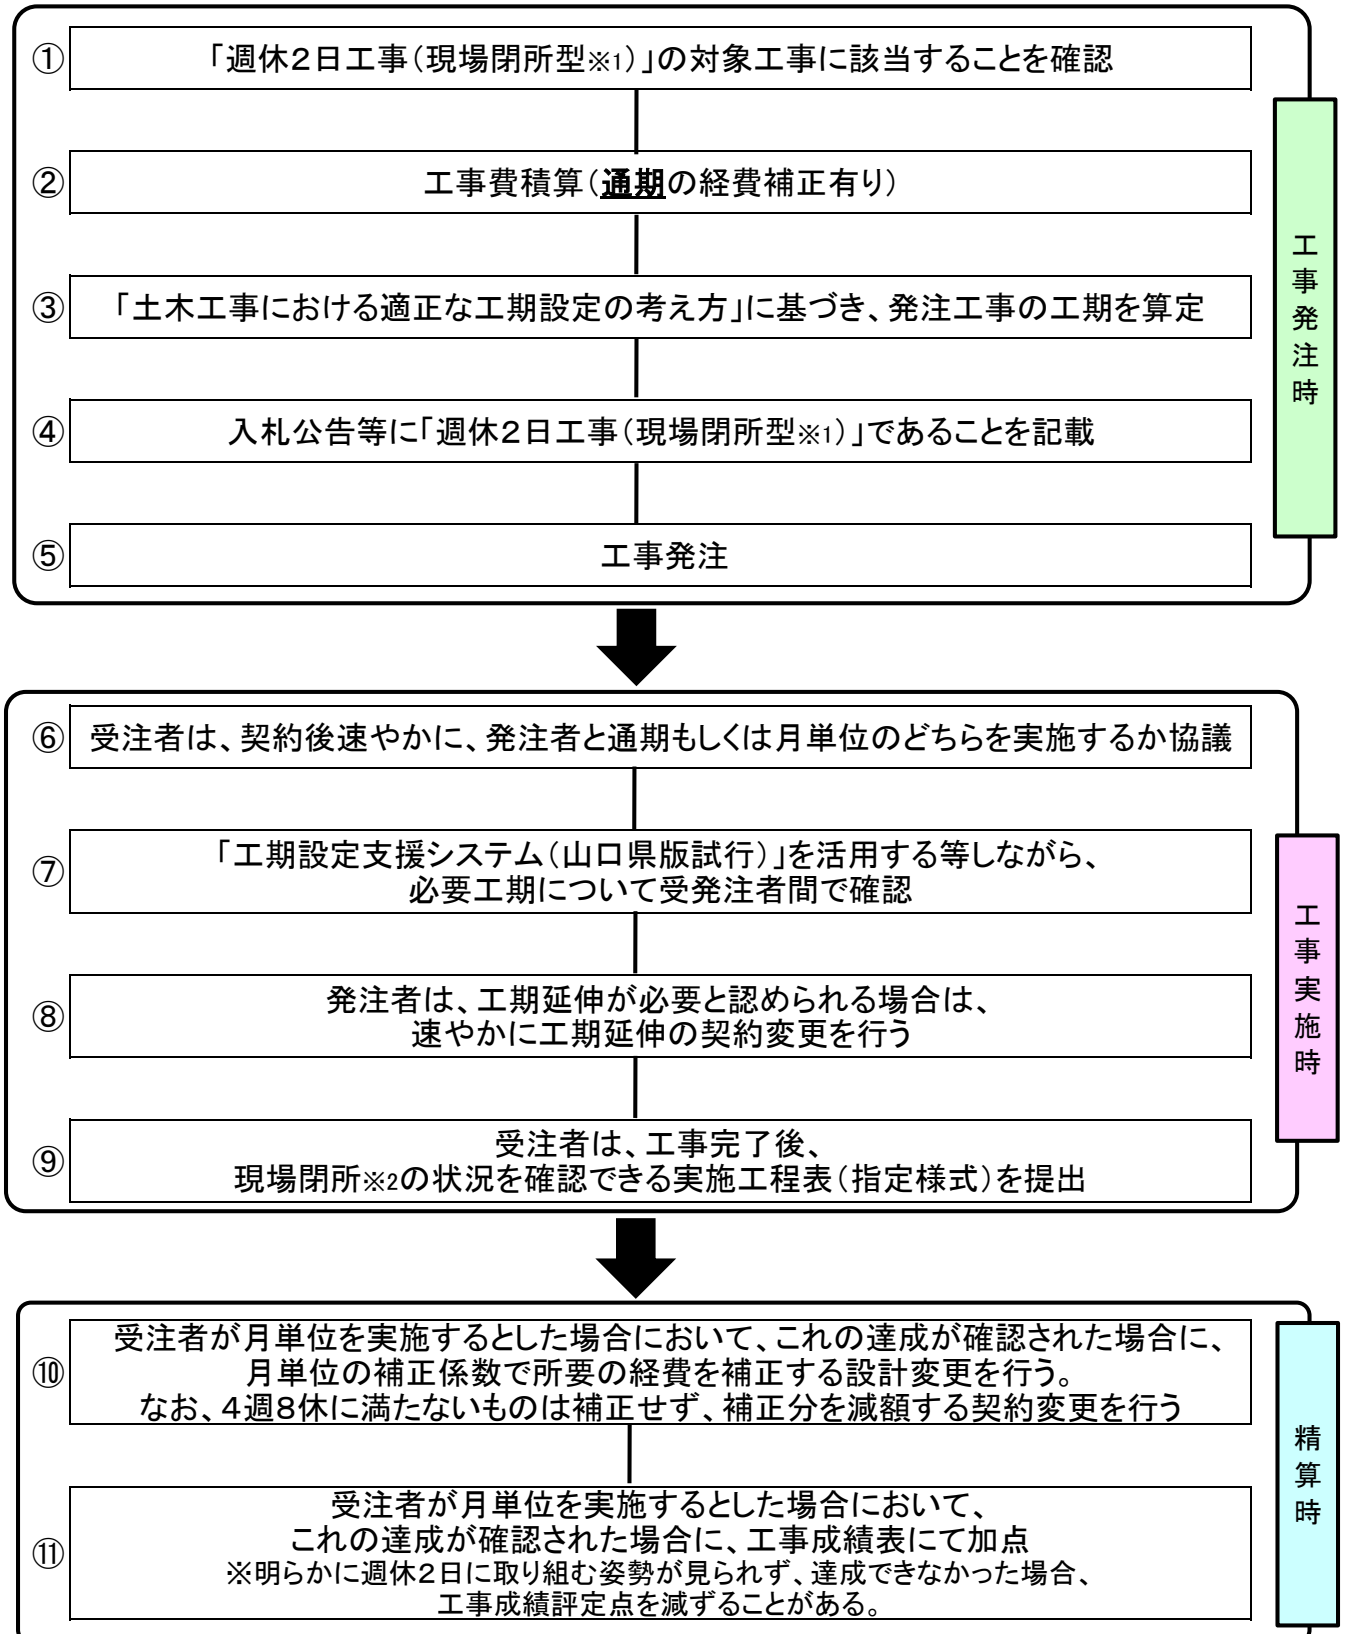 ①
「週休２日工事（現場閉所型※1）」の対象工事に該当することを確認
②
工事費積算（通期の経費補正有り）
③
「土木工事における適正な工期設定の考え方」に基づき、発注工事の工期を算定
④
入札公告等に「週休２日工事（現場閉所型※1）」であることを記載
⑤
工事発注
工事発注時
⑥
受注者は、契約後速やかに、発注者と通期もしくは月単位のどちらを実施するか協議
⑦
「工期設定支援システム（山口県版試行）」を活用する等しながら、
必要工期について受発注者間で確認
⑧
発注者は、工期延伸が必要と認められる場合は、
速やかに工期延伸の契約変更を行う
⑨
受注者は、工事完了後、
現場閉所※2の状況を確認できる実施工程表（指定様式）を提出
工事実施時
⑩
受注者が月単位を実施するとした場合において、これの達成が確認された場合に、
月単位の補正係数で所要の経費を補正する設計変更を行う。
なお、４週８休に満たないものは補正せず、補正分を減額する契約変更を行う
⑪
受注者が月単位を実施するとした場合において、
これの達成が確認された場合に、工事成績表にて加点
※明らかに週休２日に取り組む姿勢が見られず、達成できなかった場合、
工事成績評定点を減ずることがある。
精算時